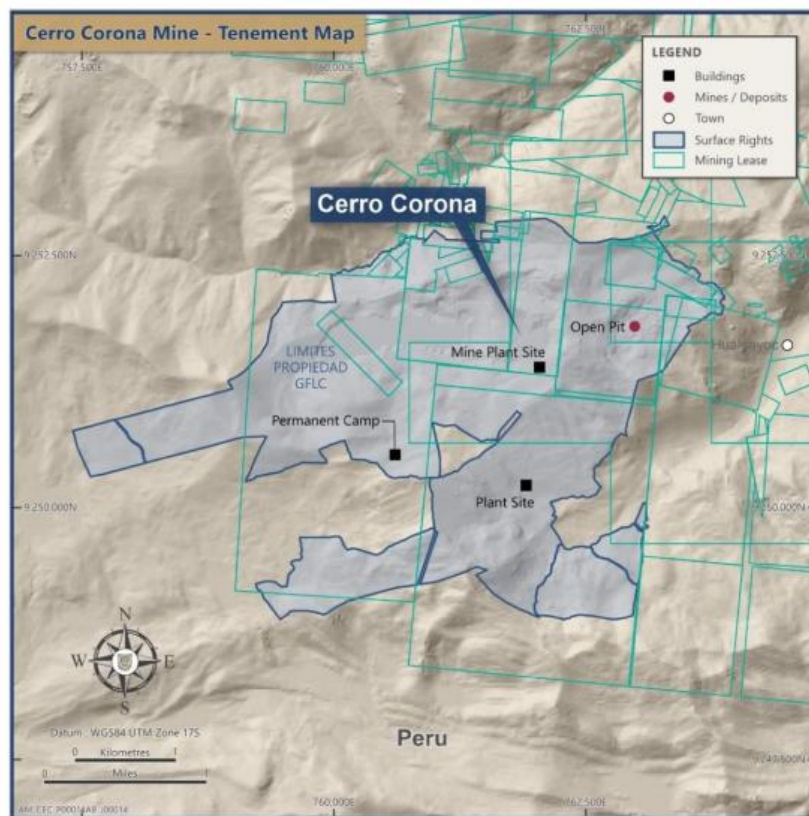 Cerro Corona Mine - Tenement Map
757.500E
760.000E
762.500E
LEGEND
Buildings
Mines / Deposits
Town
Surface Rights
Mining Lease
Cerro Corona
9.252.500N
Open Pit
Mine Plant Site
LIMITES
PROPIEDAD
GFLC
Permanent Camp
9.250.000N
Plant Site
N
W
E
S
Datum : WGS84 UTM Zone 17S
0 Kilometres 1
0 Miles 1
Peru
760.000E
762.500E